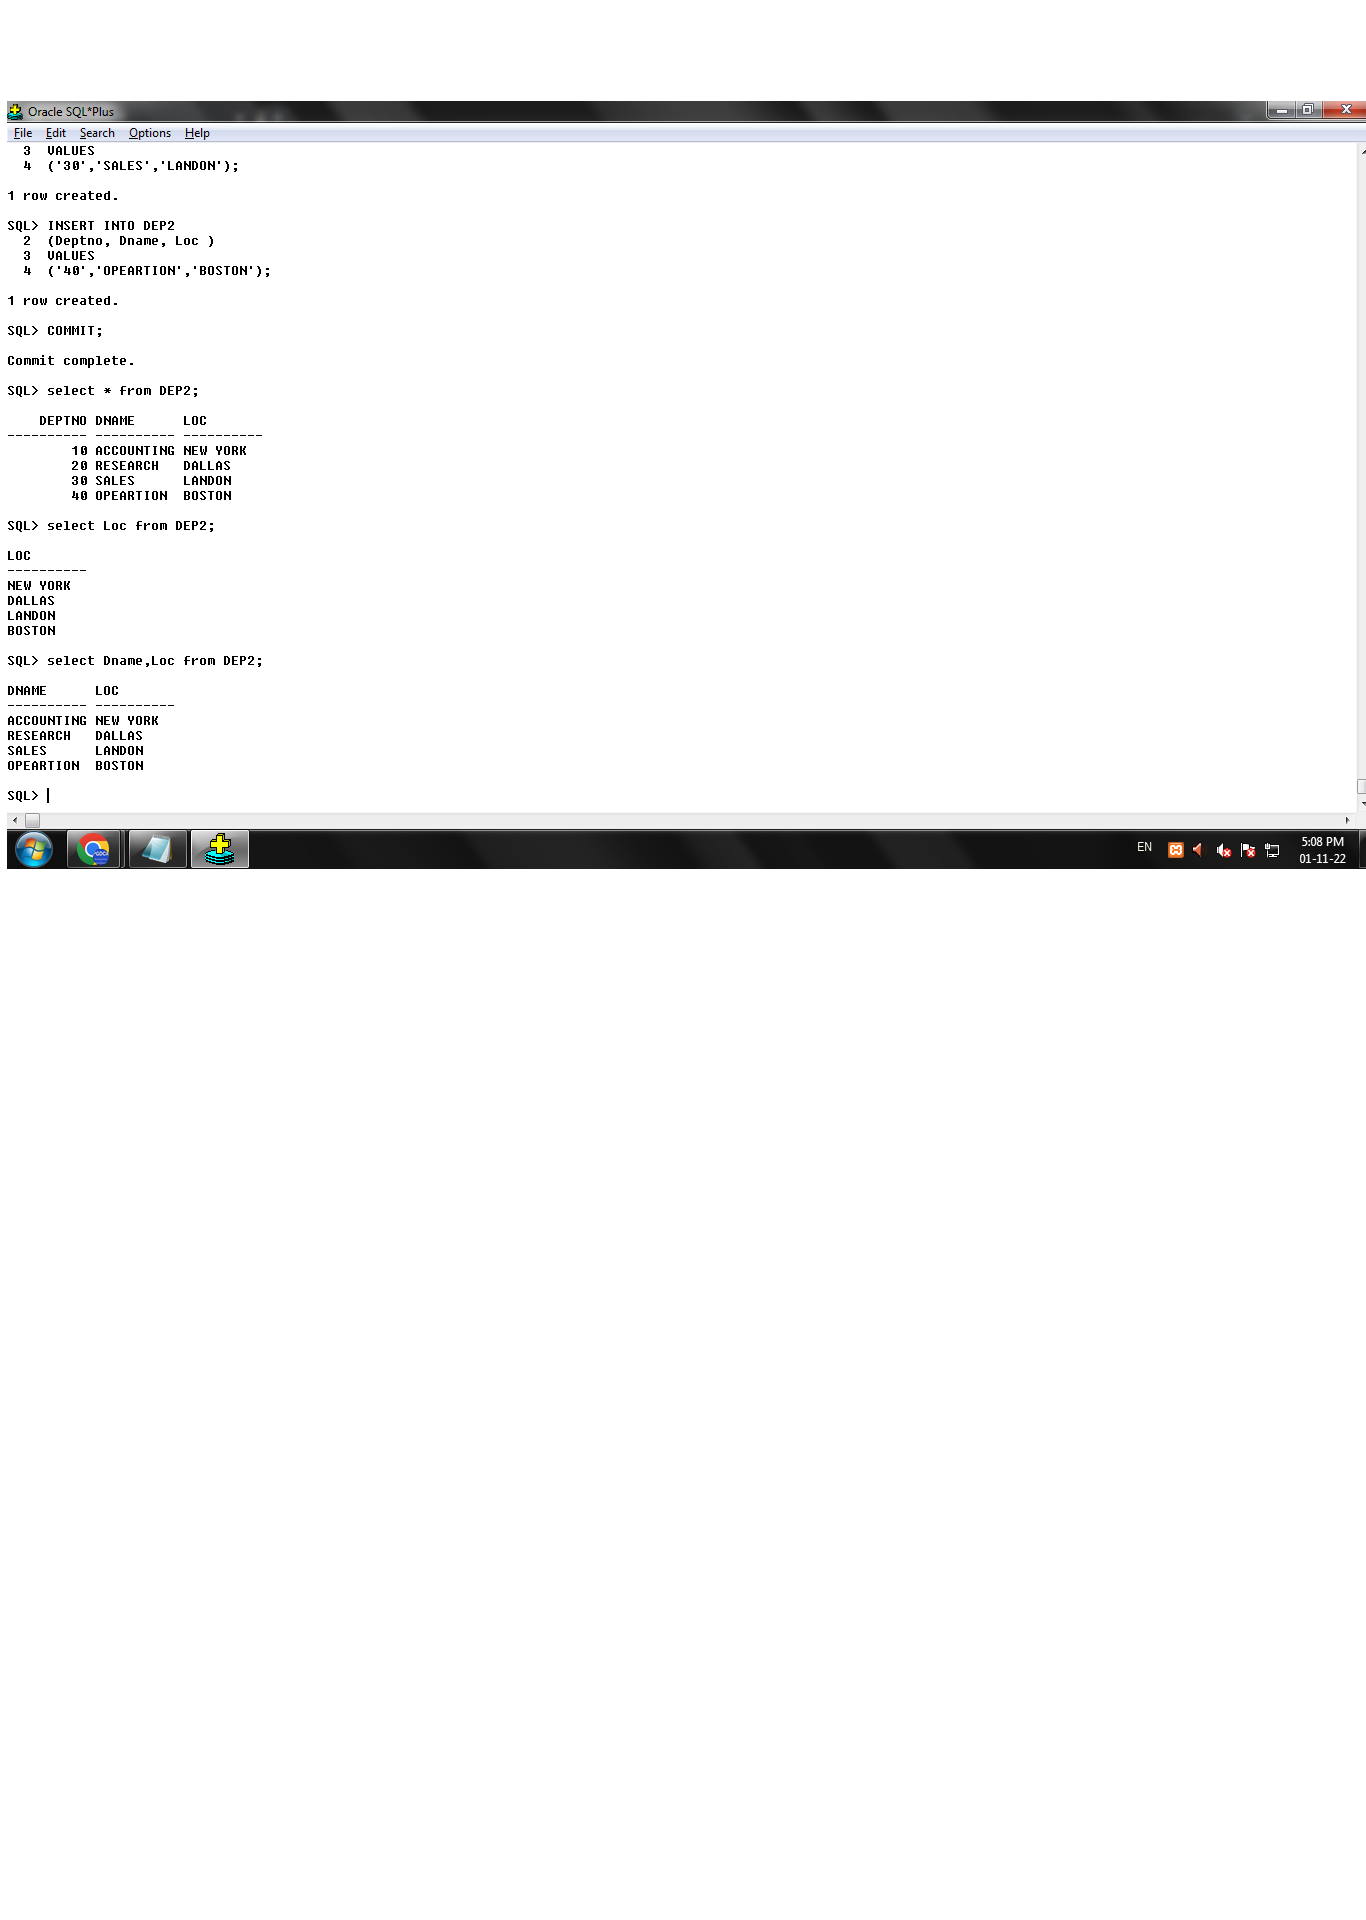 Oracle SQL*Plus
File Edit Search Options Help
  3  VALUES
  4  ('30','SALES','LANDON');
1 row created.
SQL> INSERT INTO DEP2
  2  (Deptno, Dname, Loc )
  3  VALUES
  4  ('40','OPEARTION','BOSTON');
1 row created.
SQL> COMMIT;
Commit complete.
SQL> select * from DEP2;
    DEPTNO DNAME      LOC
---------- ---------- ----------
        10 ACCOUNTING NEW YORK
        20 RESEARCH   DALLAS
        30 SALES      LANDON
        40 OPEARTION  BOSTON
SQL> select Loc from DEP2;
LOC
----------
NEW YORK
DALLAS
LANDON
BOSTON
SQL> select Dname,Loc from DEP2;
DNAME      LOC
---------- ----------
ACCOUNTING NEW YORK
RESEARCH   DALLAS
SALES      LANDON
OPEARTION  BOSTON
SQL>
EN
5:08 PM
01-11-22